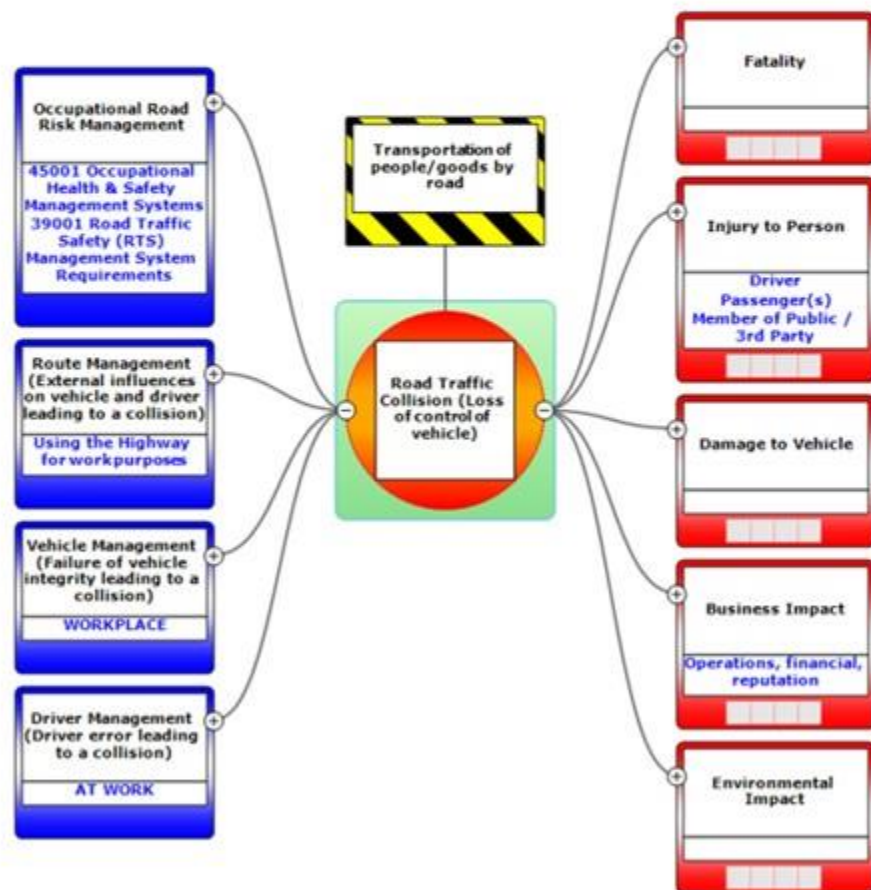 Occupational Road
Risk Management
45001 Occupational
Health & Safety
Management Systems
39001 Road Traffic
Safety (RTS)
Management System
Requirements
Route Management
(External influences
on vehicle and driver
leading to a collision)
Using the Highway
for work purposes
Vehicle Management
(Failure of vehicle
integrity leading to a
collision)
WORKPLACE
Driver Management
(Driver error leading
to a collision)
AT WORK
Transportation of
people/goods by
road
Road Traffic
Collision (Loss
of control of
vehicle)
Fatality
Injury to Person
Driver
Passenger(s)
Member of Public /
3rd Party
Damage to Vehicle
Business Impact
Operations, financial,
reputation
Environmental
Impact